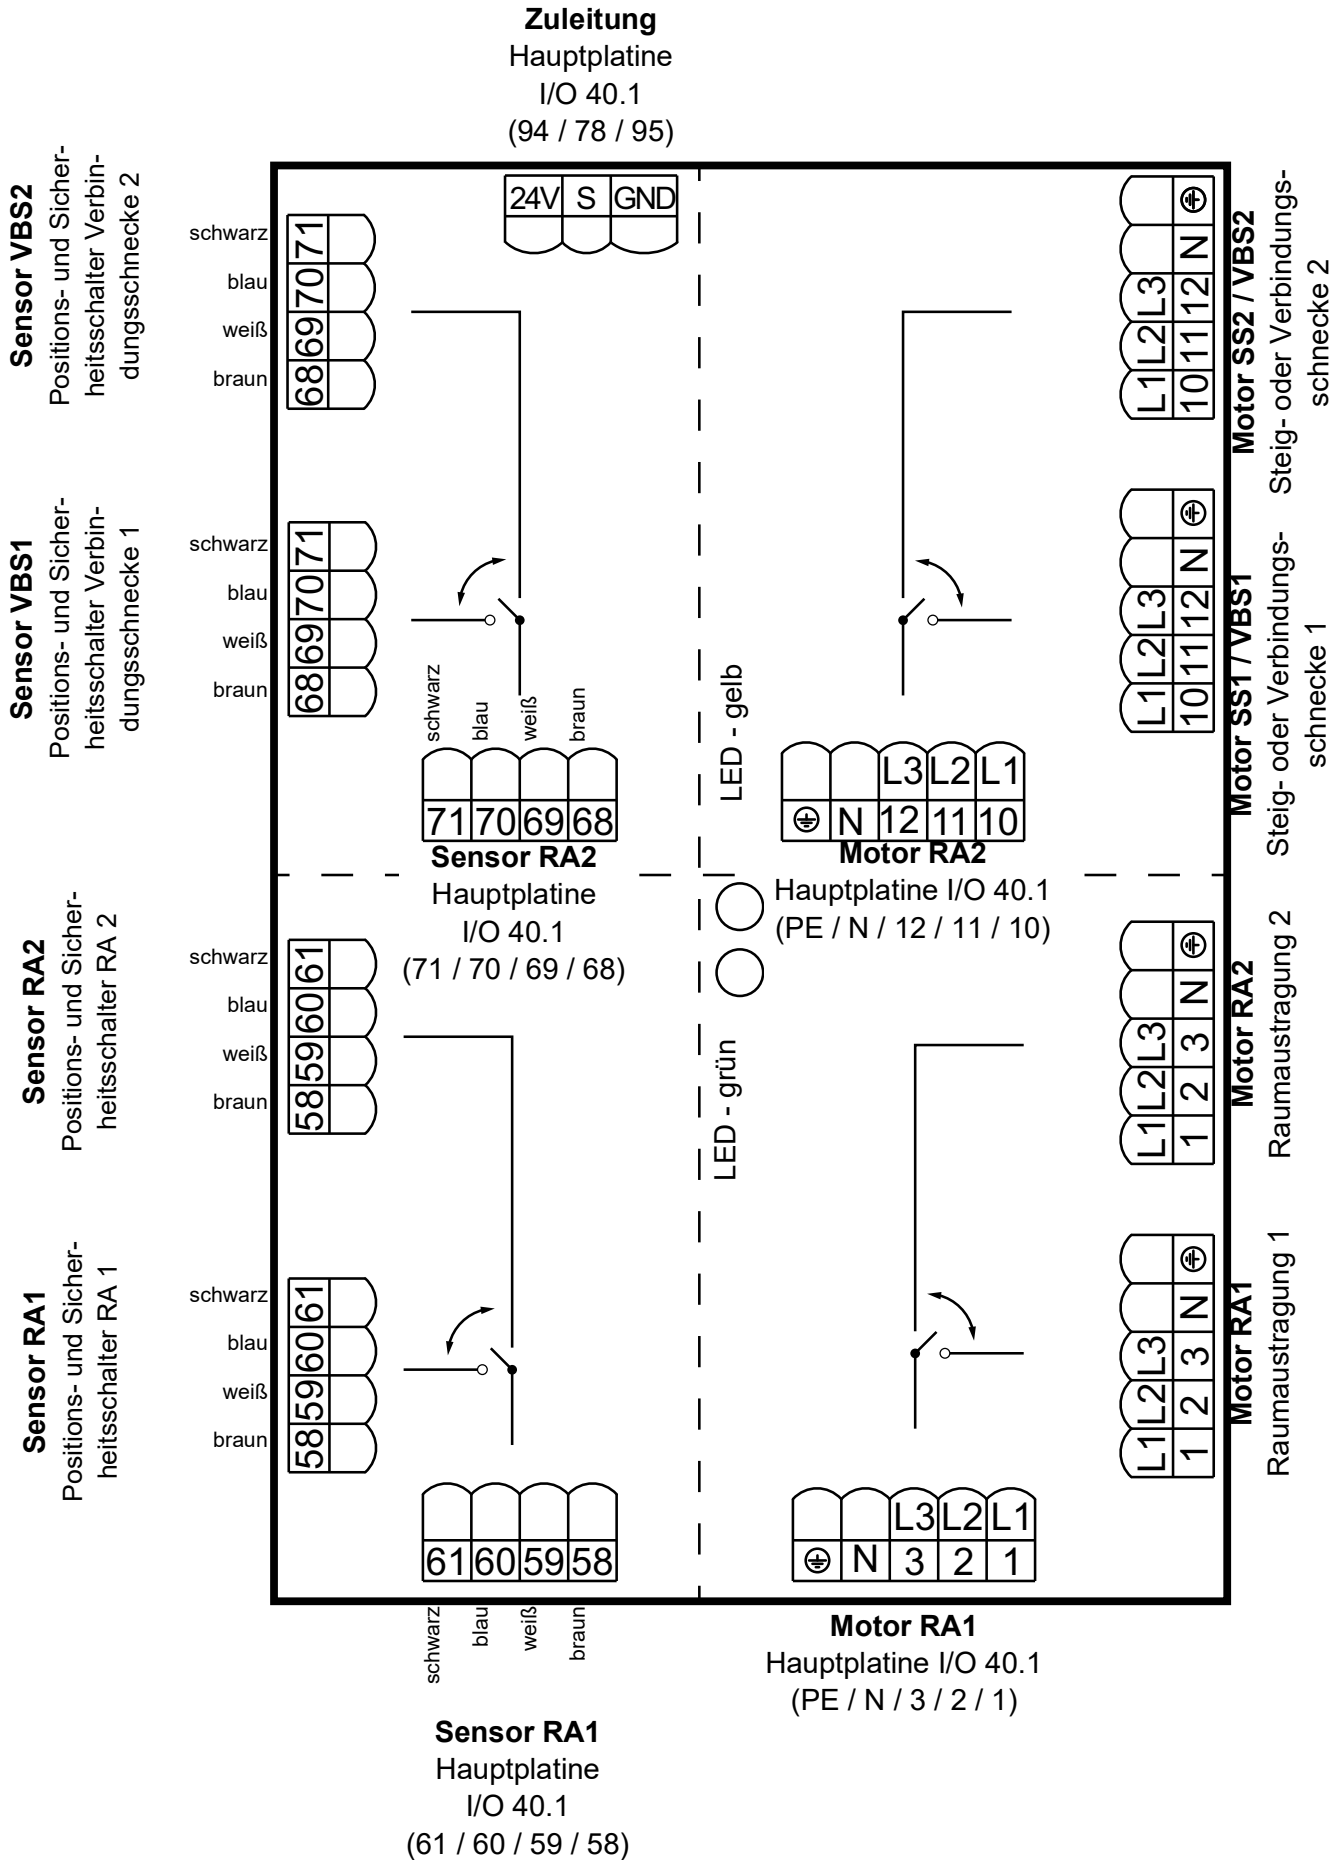 Zuleitung
Hauptplatine
I/O 40.1
(94 / 78 / 95)
24V S GND
Sensor VBS2
Positions- und Sicher-
heitsschalter Verbin-
dungsschnecke 2
schwarz 71
blau 70
weiß 69
braun 68
Sensor VBS1
Positions- und Sicher-
heitsschalter Verbin-
dungsschnecke 1
schwarz 71
blau 70
weiß 69
braun 68
schwarz blau weiß braun
71 70 69 68
Sensor RA2
Hauptplatine
I/O 40.1
(71 / 70 / 69 / 68)
N
L3 12
L2 11
L1 10
Motor SS2 / VBS2
Steig- oder Verbindungs-
schnecke 2
N
L3 12
L2 11
L1 10
Motor SS1 / VBS1
Steig- oder Verbindungs-
schnecke 1
LED - gelb
L3 L2 L1
N 12 11 10
Motor RA2
Hauptplatine I/O 40.1
(PE / N / 12 / 11 / 10)
Sensor RA2
Positions- und Sicher-
heitsschalter RA 2
schwarz 61
blau 60
weiß 59
braun 58
Sensor RA1
Positions- und Sicher-
heitsschalter RA 1
schwarz 61
blau 60
weiß 59
braun 58
LED - grün
N
L3 3
L2 2
L1 1
Motor RA2
Raumaustragung 2
N
L3 3
L2 2
L1 1
Motor RA1
Raumaustragung 1
61 60 59 58
schwarz blau weiß braun
Sensor RA1
Hauptplatine
I/O 40.1
(61 / 60 / 59 / 58)
L3 L2 L1
N 3 2 1
Motor RA1
Hauptplatine I/O 40.1
(PE / N / 3 / 2 / 1)